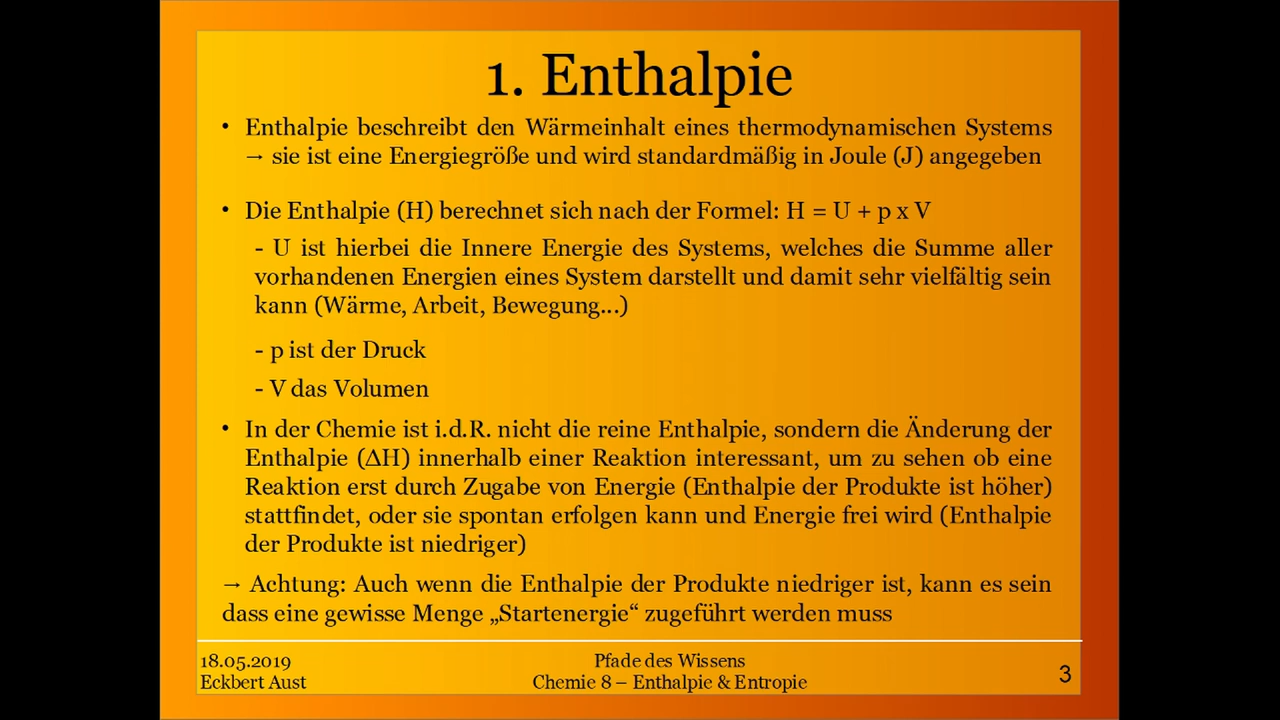 1. Enthalpie
• Enthalpie beschreibt den Wärmeinhalt eines thermodynamischen Systems
→ sie ist eine Energiegröße und wird standardmäßig in Joule (J) angegeben
• Die Enthalpie (H) berechnet sich nach der Formel: H = U + p x V
- U ist hierbei die Innere Energie des Systems, welches die Summe aller
vorhandenen Energien eines System darstellt und damit sehr vielfältig sein
kann (Wärme, Arbeit, Bewegung...)
- p ist der Druck
- V das Volumen
• In der Chemie ist i.d.R. nicht die reine Enthalpie, sondern die Änderung der
Enthalpie (ΔH) innerhalb einer Reaktion interessant, um zu sehen ob eine
Reaktion erst durch Zugabe von Energie (Enthalpie der Produkte ist höher)
stattfindet, oder sie spontan erfolgen kann und Energie frei wird (Enthalpie
der Produkte ist niedriger)
→ Achtung: Auch wenn die Enthalpie der Produkte niedriger ist, kann es sein
dass eine gewisse Menge „Startenergie“ zugeführt werden muss
18.05.2019
Eckbert Aust
Pfade des Wissens
Chemie 8 – Enthalpie & Entropie
3